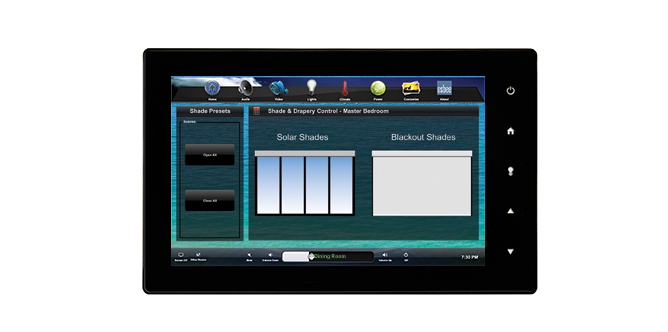 Home Audio Video Lights Climate Power Customize About
Shade Presets
Scenes
Open All
Close All
Shade & Drapery Control - Master Bedroom
Solar Shades
Blackout Shades
Dining Room
7:30 PM